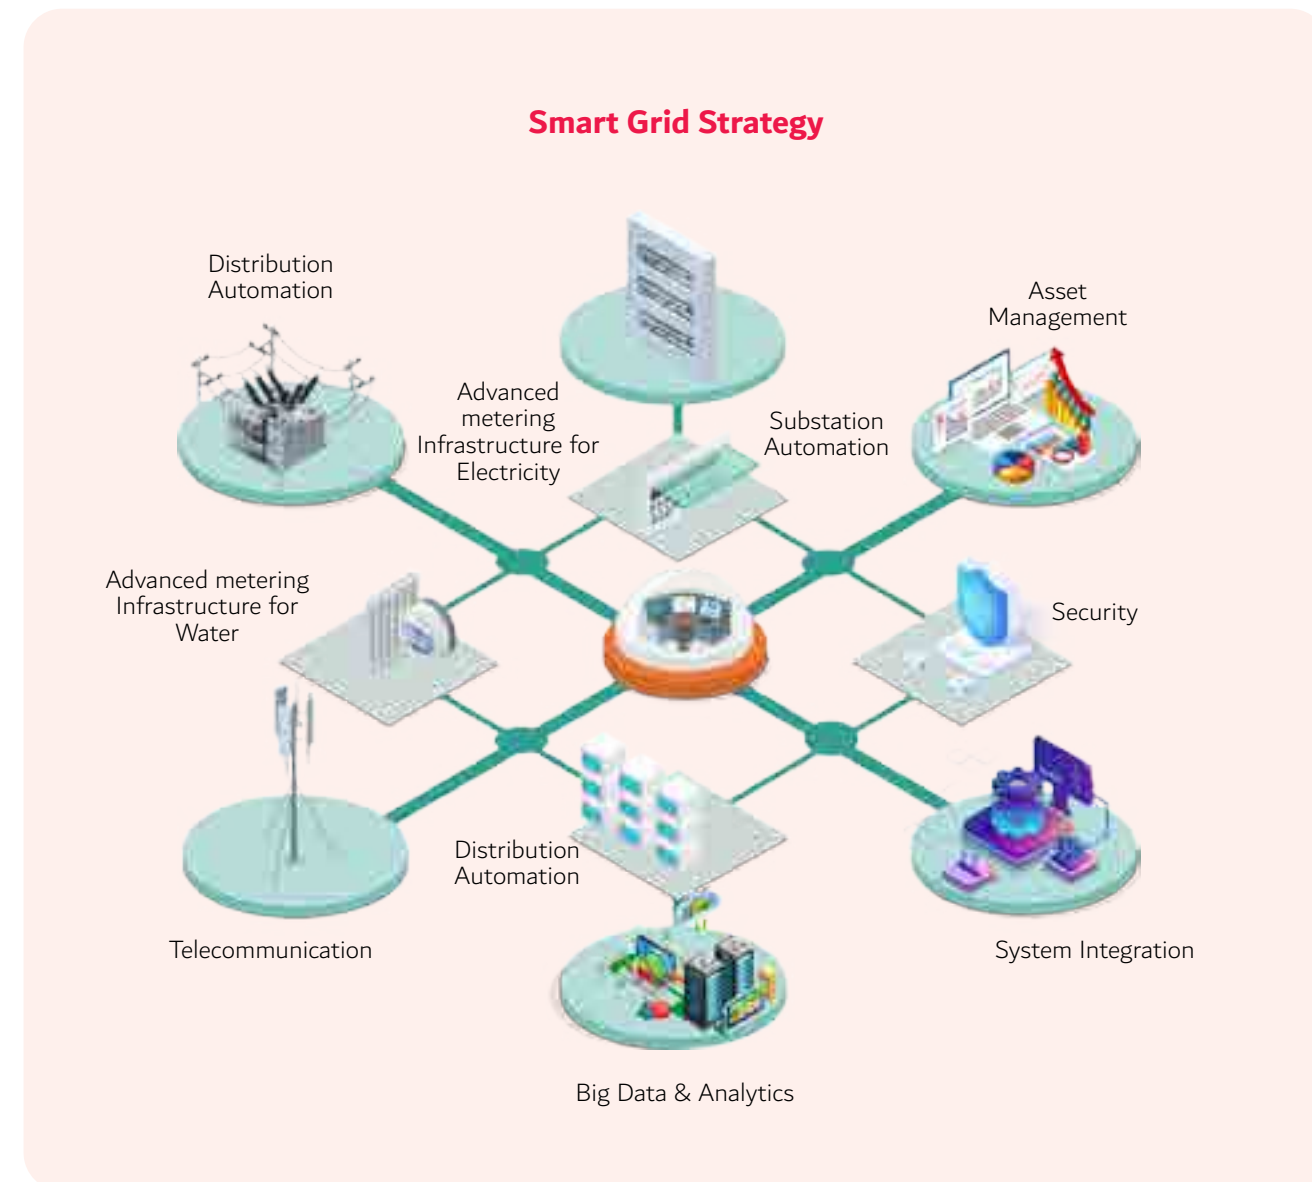 Smart Grid Strategy
Distribution
Automation
Asset
Management
Advanced
metering
Infrastructure for
Electricity
Substation
Automation
Advanced metering
Infrastructure for
Water
Security
Distribution
Automation
Telecommunication
System Integration
Big Data & Analytics